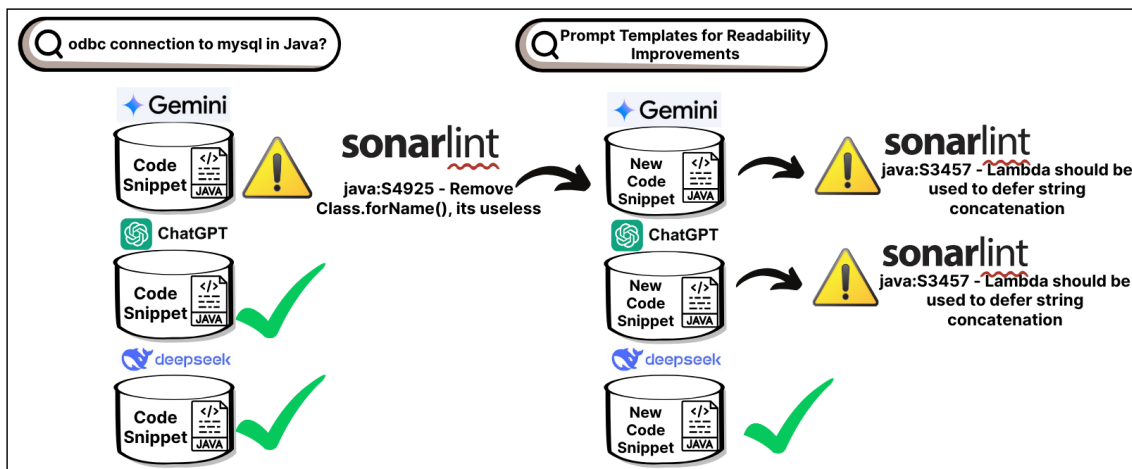 odbc connection to mysql in Java?
Prompt Templates for Readability
Improvements
Gemini
Code
Snippet
</>
JAVA
sonarlint
java:S4925 - Remove
Class.forName(), its useless
ChatGPT
Code
Snippet
</>
JAVA
deepseek
Code
Snippet
</>
JAVA
Gemini
New
Code
Snippet
</>
JAVA
sonarlint
java:S3457 - Lambda should be
used to defer string
concatenation
ChatGPT
New
Code
Snippet
</>
JAVA
sonarlint
java:S3457 - Lambda should be
used to defer string
concatenation
deepseek
New
Code
Snippet
</>
JAVA